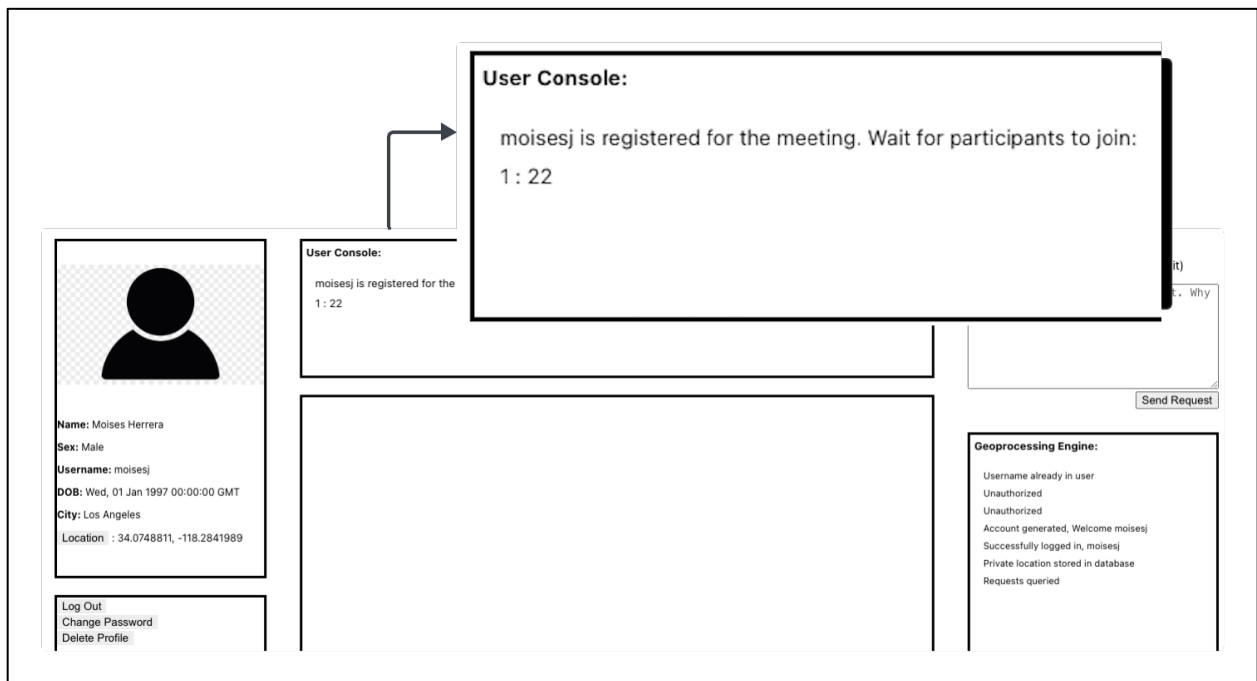 User Console:
moisesj is registered for the meeting. Wait for participants to join:
1 : 22
Name: Moises Herrera
Sex: Male
Username: moisesj
DOB: Wed, 01 Jan 1997 00:00:00 GMT
City: Los Angeles
Location : 34.0748811, -118.2841989
Log Out
Change Password
Delete Profile
User Console:
moisesj is registered for the
1 : 22
it)
t. Why
Send Request
Geoprocessing Engine:
Username already in user
Unauthorized
Unauthorized
Account generated, Welcome moisesj
Successfully logged in, moisesj
Private location stored in database
Requests queried